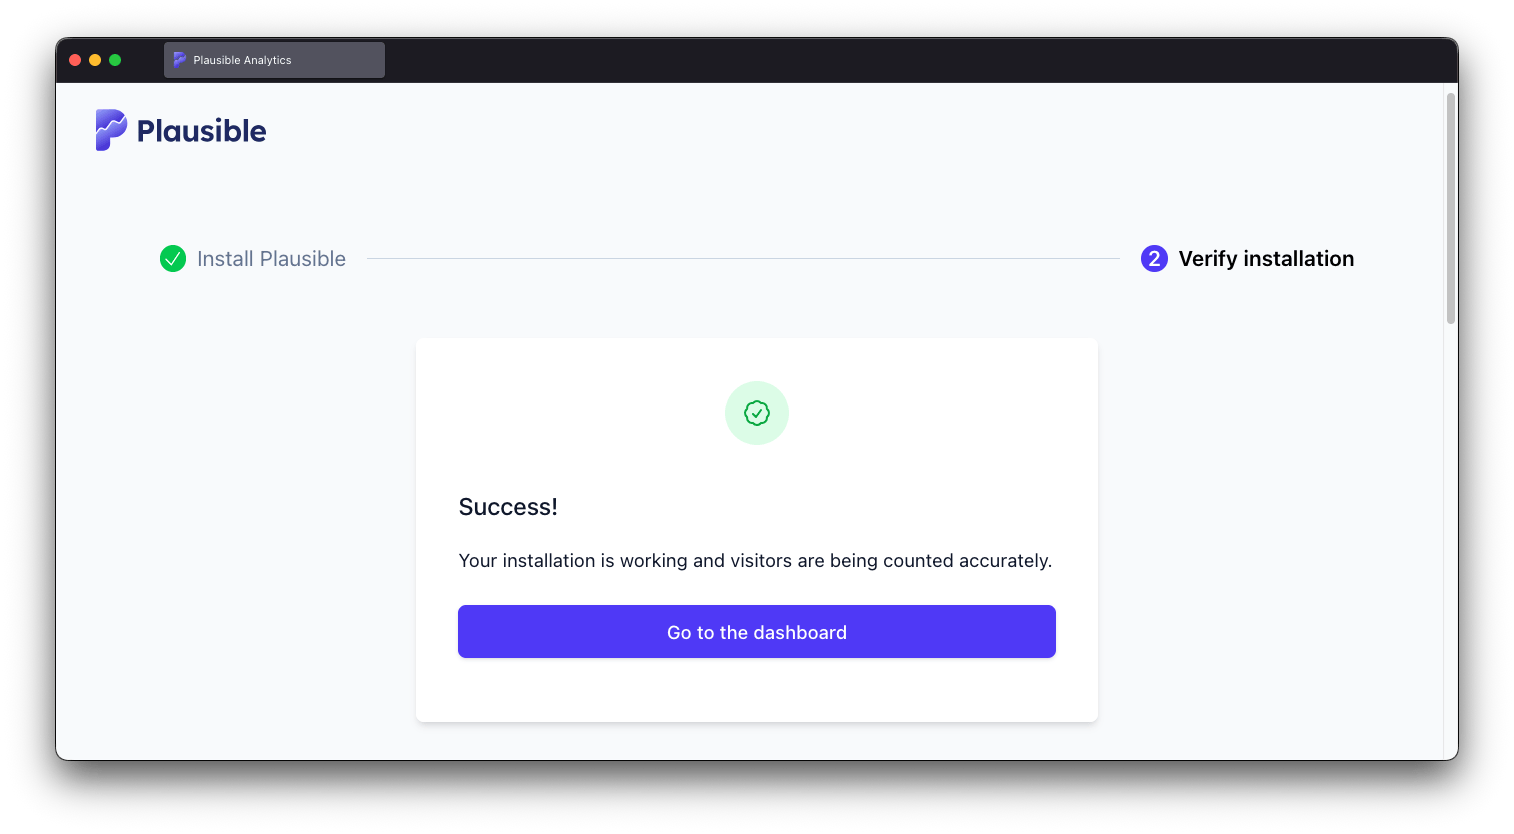 Plausible Analytics
Plausible
Install Plausible
2 Verify installation
Success!
Your installation is working and visitors are being counted accurately.
Go to the dashboard